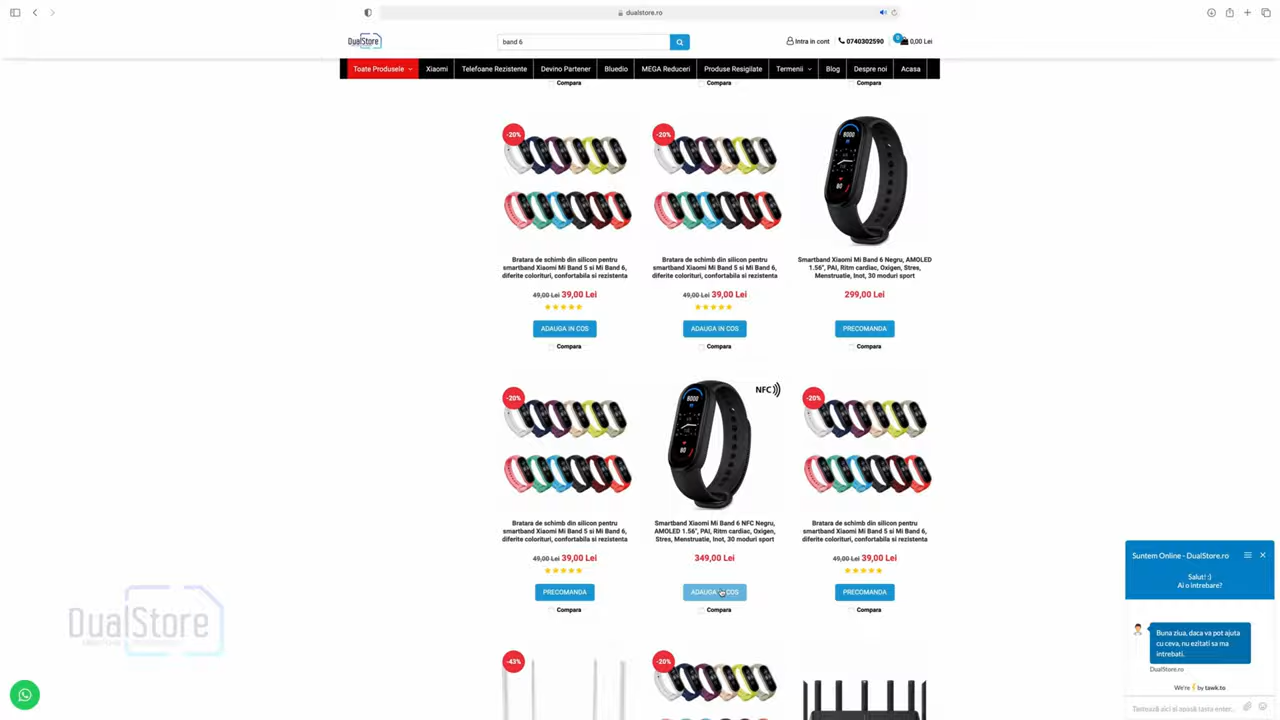 dualstore.ro
DualStore
band 6
Intra in cont
0740302590
0
0,00 Lei
Toate Produsele
Xiaomi
Telefoane Rezistente
Devino Partener
Bluedio
MEGA Reduceri
Produse Resigilate
Termenii
Blog
Despre noi
Acasa
Compara
Compara
Compara
-20%
Bratara de schimb din silicon pentru
smartband Xiaomi Mi Band 5 si Mi Band 6,
diferite colorituri, confortabila si rezistenta
49,00 Lei 39,00 Lei
ADAUGA IN COS
Compara
-20%
Bratara de schimb din silicon pentru
smartband Xiaomi Mi Band 5 si Mi Band 6,
diferite colorituri, confortabila si rezistenta
49,00 Lei 39,00 Lei
ADAUGA IN COS
Compara
Smartband Xiaomi Mi Band 6 Negru, AMOLED
1.56", PAI, Ritm cardiac, Oxigen, Stres,
Menstruatie, Inot, 30 moduri sport
299,00 Lei
PRECOMANDA
Compara
-20%
Bratara de schimb din silicon pentru
smartband Xiaomi Mi Band 5 si Mi Band 6,
diferite colorituri, confortabila si rezistenta
49,00 Lei 39,00 Lei
PRECOMANDA
Compara
NFC
Smartband Xiaomi Mi Band 6 NFC Negru,
AMOLED 1.56", PAI, Ritm cardiac, Oxigen,
Stres, Menstruatie, Inot, 30 moduri sport
349,00 Lei
ADAUGA COS
Compara
-20%
Bratara de schimb din silicon pentru
smartband Xiaomi Mi Band 5 si Mi Band 6,
diferite colorituri, confortabila si rezistenta
49,00 Lei 39,00 Lei
PRECOMANDA
Compara
-43%
-20%
DualStore
Suntem Online - DualStore.ro
Salut! :)
Ai o intrebare?
Buna ziua, daca va pot ajuta
cu ceva, nu ezitati sa ma
intrebati.
DualStore.ro
We're by tawk.to
Tastează aici și apasă tasta enter..